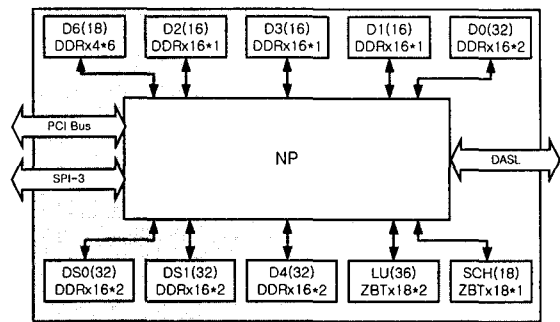 D6(18)
DDRx4*6
D2(16)
DDRx16*1
D3(16)
DDRx16*1
D1(16)
DDRx16*1
D0(32)
DDRx16*2
PCI Bus
SPI-3
NP
DASL
DS0(32)
DDRx16*2
DS1(32)
DDRx16*2
D4(32)
DDRx16*2
LU(36)
ZBTx18*2
SCH(18)
ZBTx18*1